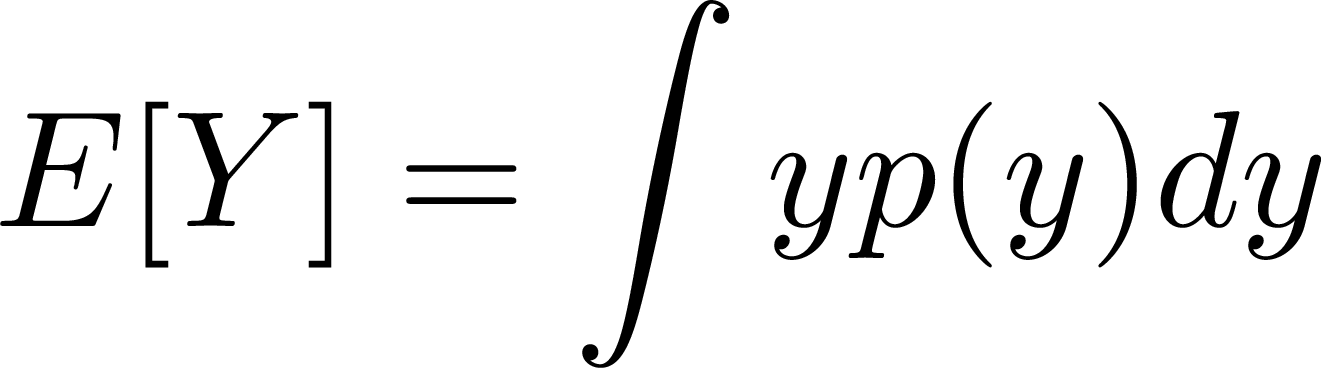 E[Y] = ∫ yp(y)dy